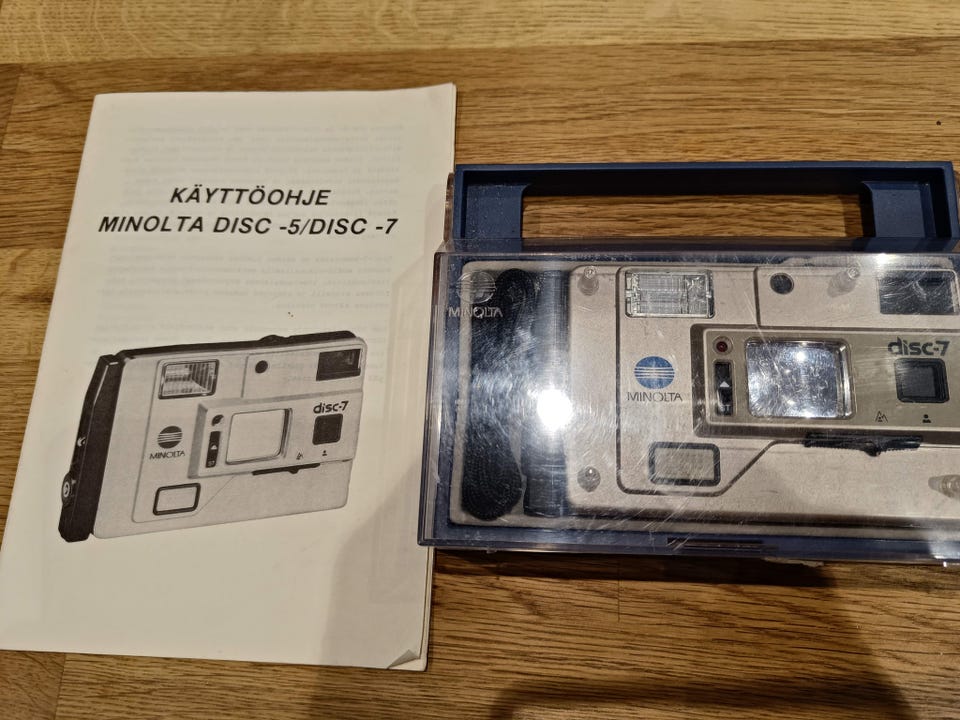 KÄYTTÖOHJE
MINOLTA DISC -5/DISC -7
disc-7
MINOLTA
MINOLTA
disc-7
MINOLTA